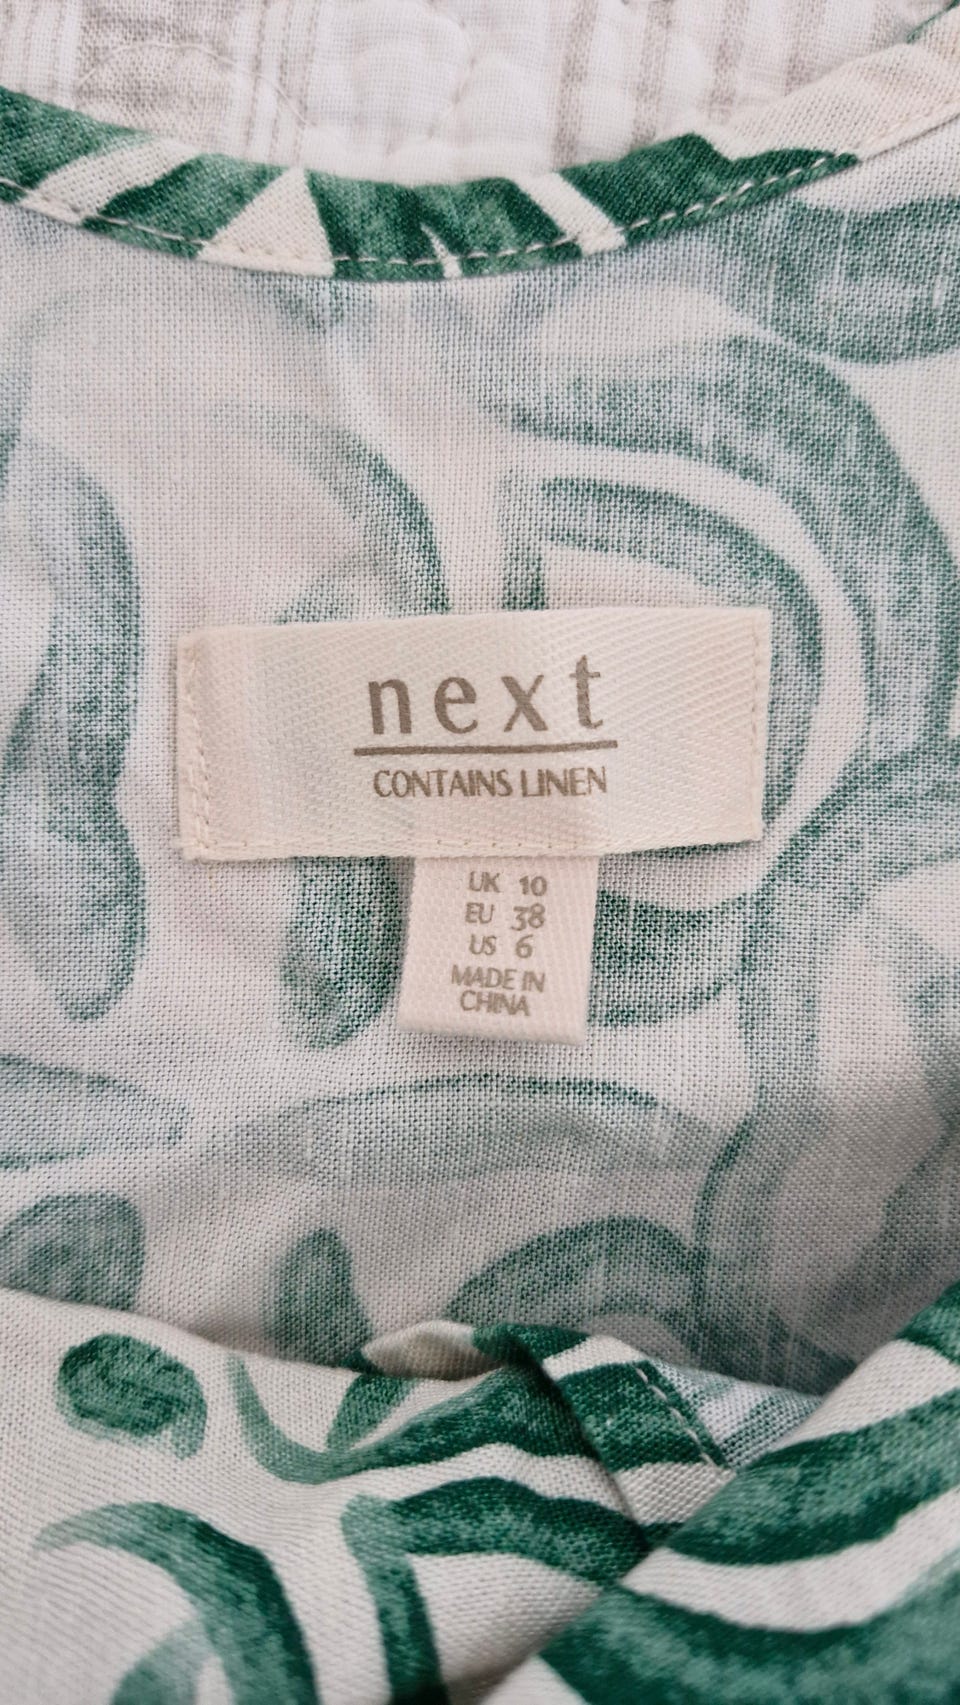 next
CONTAINS LINEN
UK 10
EU 38
US 6
MADE IN
CHINA